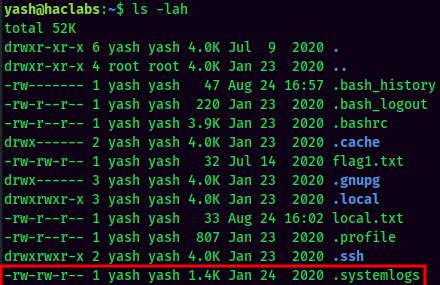 yash@haclabs:~$ ls -lah
total 52K
drwxr-xr-x 6 yash yash 4.0K Jul  9  2020 .
drwxr-xr-x 4 root root 4.0K Jan 23  2020 ..
-rw------- 1 yash yash   47 Aug 24 16:57 .bash_history
-rw-r--r-- 1 yash yash  220 Jan 23  2020 .bash_logout
-rw-r--r-- 1 yash yash 3.9K Jan 23  2020 .bashrc
drwx------ 2 yash yash 4.0K Jan 23  2020 .cache
-rw-rw-r-- 1 yash yash   32 Jul 14  2020 flag1.txt
drwx------ 3 yash yash 4.0K Jan 23  2020 .gnupg
drwxrwxr-x 3 yash yash 4.0K Jan 23  2020 .local
-rw-r--r-- 1 yash yash   33 Aug 24 16:02 local.txt
-rw-r--r-- 1 yash yash  807 Jan 23  2020 .profile
drwxrwxr-x 2 yash yash 4.0K Jan 23  2020 .ssh
-rw-rw-r-- 1 yash yash 1.4K Jan 24  2020 .systemlogs